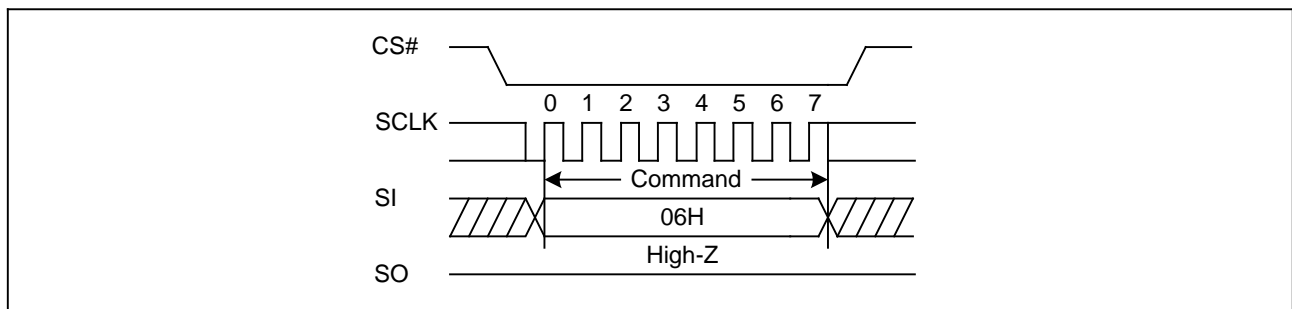 CS#
0 1 2 3 4 5 6 7
SCLK
Command
SI
06H
High-Z
SO